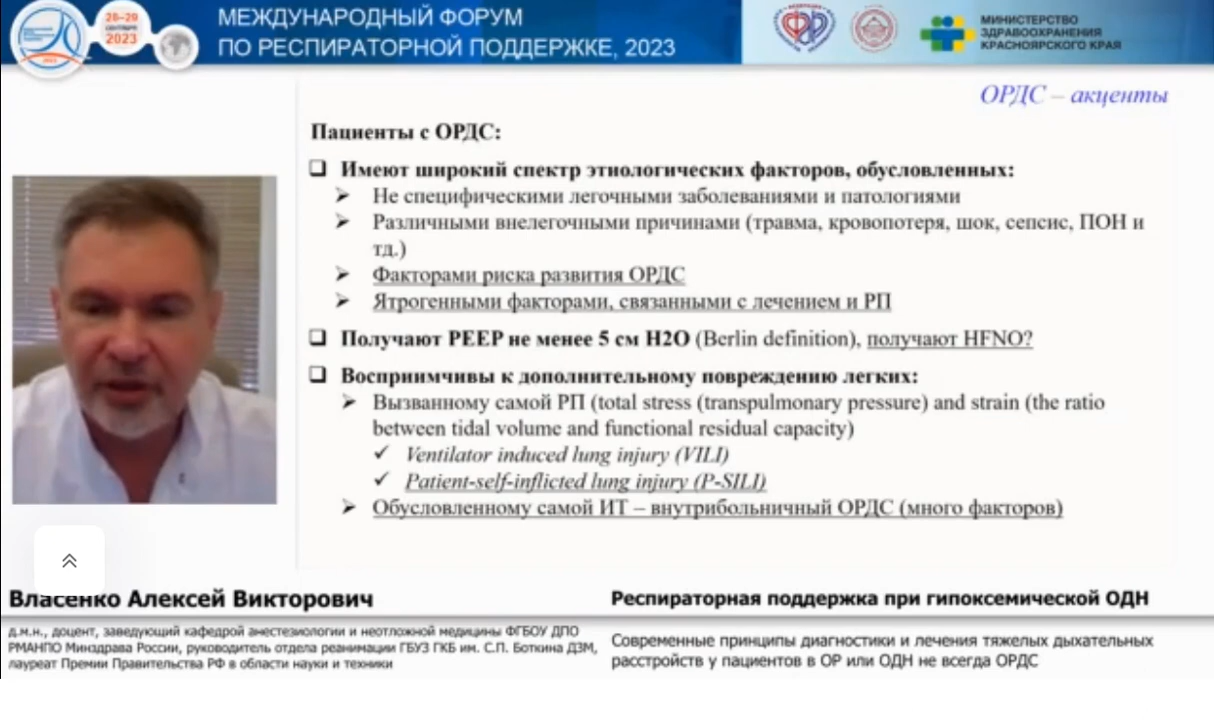 28-29
СЕНТЯБРЯ
2023
МЕЖДУНАРОДНЫЙ ФОРУМ
ПО РЕСПИРАТОРНОЙ ПОДДЕРЖКЕ, 2023
МИНИСТЕРСТВО
ЗДРАВООХРАНЕНИЯ
КРАСНОЯРСКОГО КРАЯ
ОРДС – акценты
Пациенты с ОРДС:
❑ Имеют широкий спектр этиологических факторов, обусловленных:
➢ Не специфическими легочными заболеваниями и патологиями
➢ Различными внелегочными причинами (травма, кровопотеря, шок, сепсис, ПОН и
тд.)
➢ Факторами риска развития ОРДС
➢ Ятрогенными факторами, связанными с лечением и РП
❑ Получают PEEP не менее 5 см H2O (Berlin definition), получают HFNO?
❑ Восприимчивы к дополнительному повреждению легких:
➢ Вызванному самой РП (total stress (transpulmonary pressure) and strain (the ratio
between tidal volume and functional residual capacity)
✓ Ventilator induced lung injury (VILI)
✓ Patient-self-inflicted lung injury (P-SILI)
➢ Обусловленному самой ИТ – внутрибольничный ОРДС (много факторов)
Власенко Алексей Викторович
д.м.н., доцент, заведующий кафедрой анестезиологии и неотложной медицины ФГБОУ ДПО
РМАНПО Минздрава России, руководитель отдела реанимации ГБУЗ ГКБ им. С.П. Боткина ДЗМ,
лауреат Премии Правительства РФ в области науки и техники
Респираторная поддержка при гипоксемической ОДН
Современные принципы диагностики и лечения тяжелых дыхательных
расстройств у пациентов в ОР или ОДН не всегда ОРДС